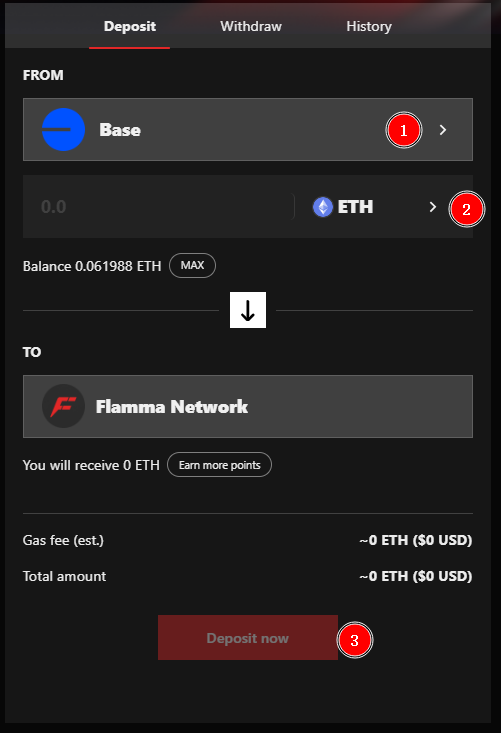 Deposit Withdraw History
FROM
Base 1
0.0 ETH 2
Balance 0.061988 ETH MAX
TO
Flamma Network
You will receive 0 ETH Earn more points
Gas fee (est.) ~0 ETH ($0 USD)
Total amount ~0 ETH ($0 USD)
Deposit now 3